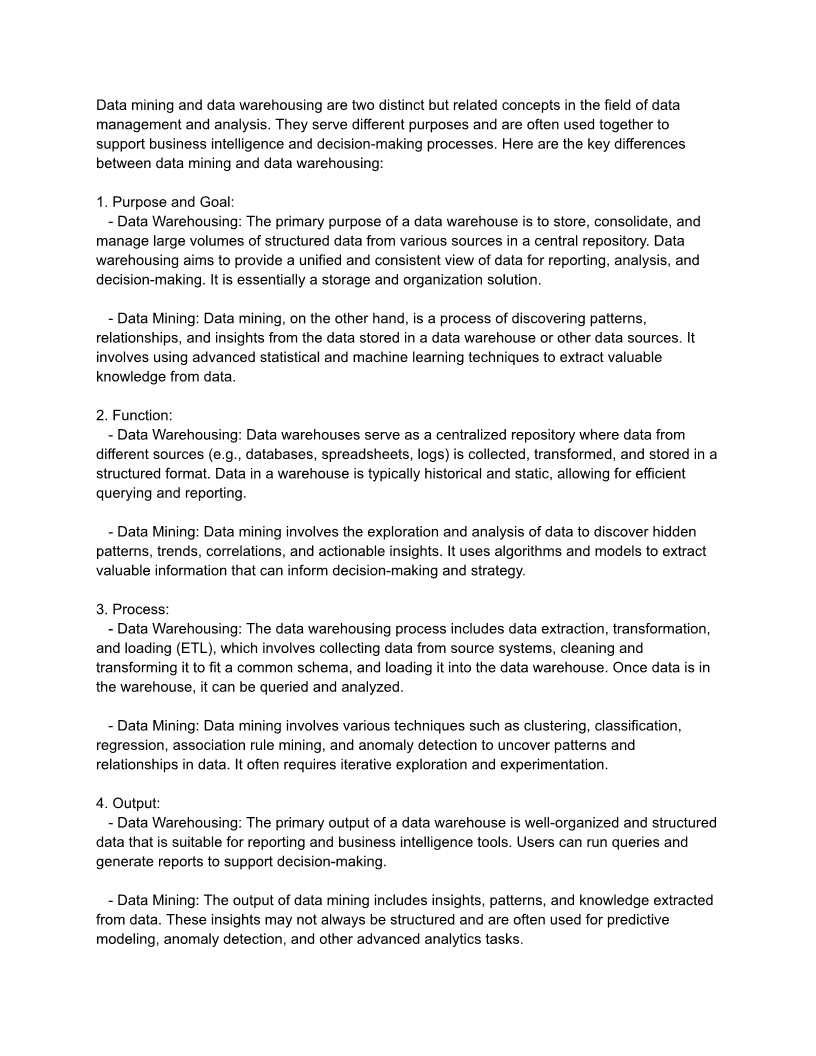 Data mining and data warehousing are two distinct but related concepts in the field of data
management and analysis. They serve different purposes and are often used together to
support business intelligence and decision-making processes. Here are the key differences
between data mining and data warehousing:
1. Purpose and Goal:
- Data Warehousing: The primary purpose of a data warehouse is to store, consolidate, and
manage large volumes of structured data from various sources in a central repository. Data
warehousing aims to provide a unified and consistent view of data for reporting, analysis, and
decision-making. It is essentially a storage and organization solution.
- Data Mining: Data mining, on the other hand, is a process of discovering patterns,
relationships, and insights from the data stored in a data warehouse or other data sources. It
involves using advanced statistical and machine learning techniques to extract valuable
knowledge from data.
2. Function:
- Data Warehousing: Data warehouses serve as a centralized repository where data from
different sources (e.g., databases, spreadsheets, logs) is collected, transformed, and stored in a
structured format. Data in a warehouse is typically historical and static, allowing for efficient
querying and reporting.
- Data Mining: Data mining involves the exploration and analysis of data to discover hidden
patterns, trends, correlations, and actionable insights. It uses algorithms and models to extract
valuable information that can inform decision-making and strategy.
3. Process:
- Data Warehousing: The data warehousing process includes data extraction, transformation,
and loading (ETL), which involves collecting data from source systems, cleaning and
transforming it to fit a common schema, and loading it into the data warehouse. Once data is in
the warehouse, it can be queried and analyzed.
- Data Mining: Data mining involves various techniques such as clustering, classification,
regression, association rule mining, and anomaly detection to uncover patterns and
relationships in data. It often requires iterative exploration and experimentation.
4. Output:
- Data Warehousing: The primary output of a data warehouse is well-organized and structured
data that is suitable for reporting and business intelligence tools. Users can run queries and
generate reports to support decision-making.
- Data Mining: The output of data mining includes insights, patterns, and knowledge extracted
from data. These insights may not always be structured and are often used for predictive
modeling, anomaly detection, and other advanced analytics tasks.